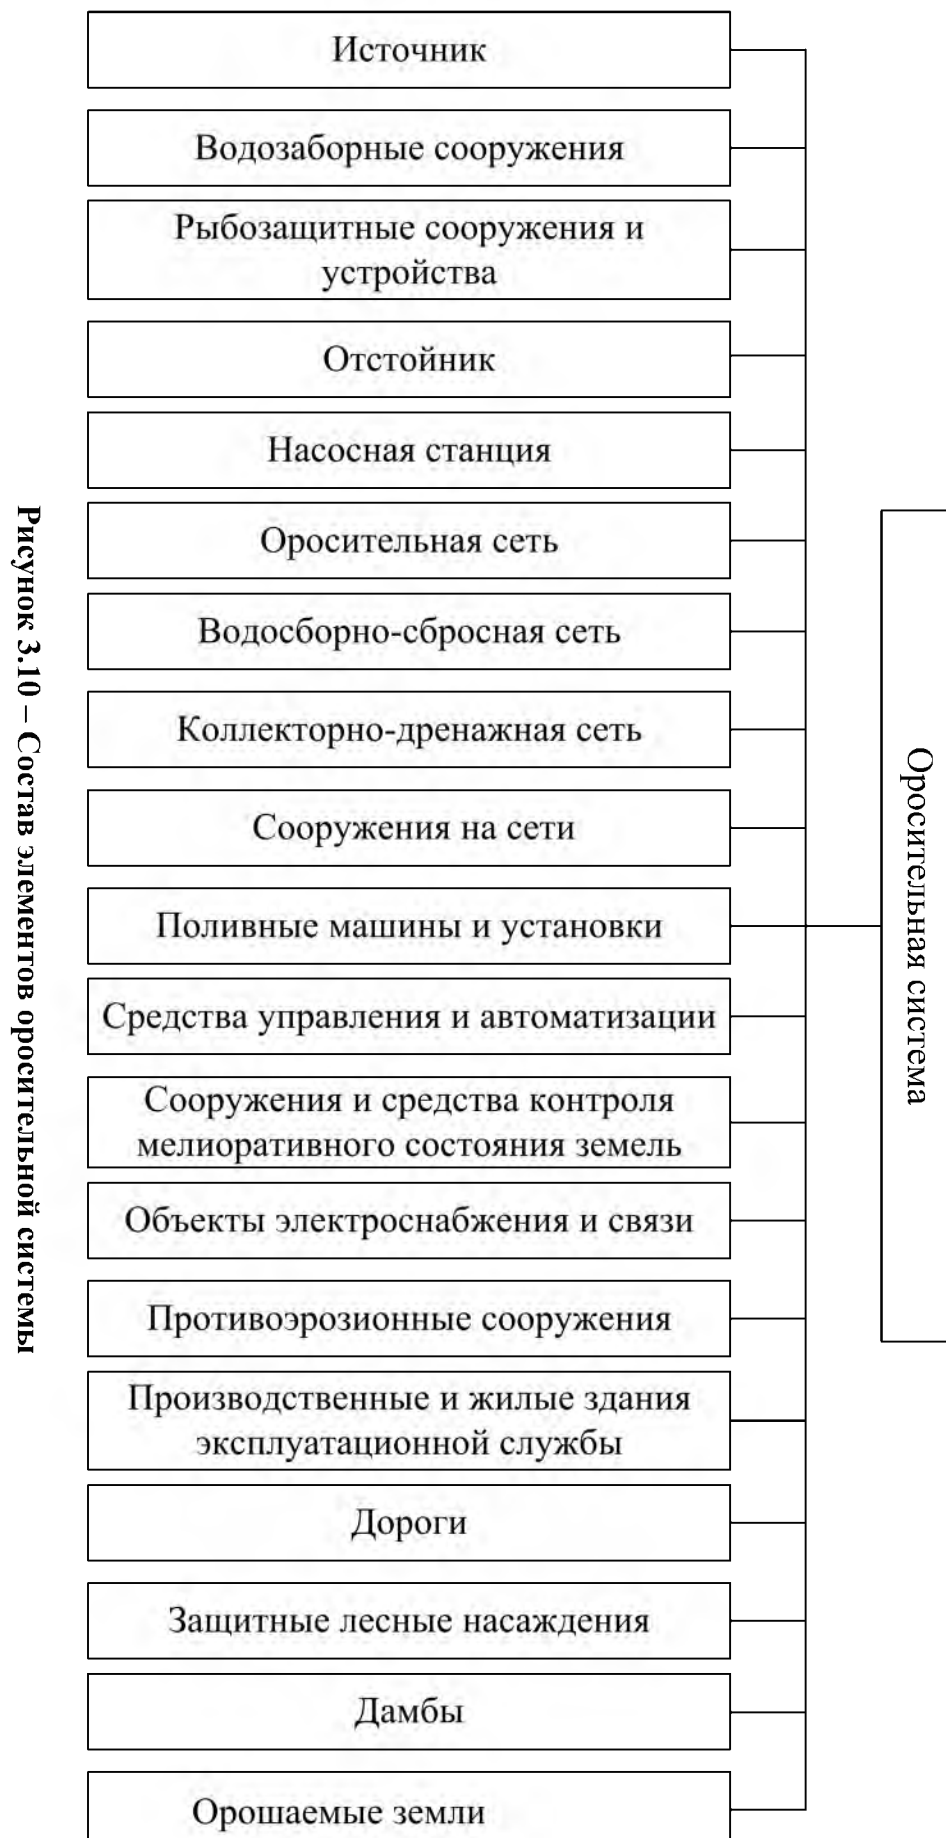 Оросительная система
Источник
Водозаборные сооружения
Рыбозащитные сооружения и
устройства
Отстойник
Насосная станция
Оросительная сеть
Водосборно-сбросная сеть
Коллекторно-дренажная сеть
Сооружения на сети
Поливные машины и установки
Средства управления и автоматизации
Сооружения и средства контроля
мелиоративного состояния земель
Объекты электроснабжения и связи
Противоэрозионные сооружения
Производственные и жилые здания
эксплуатационной службы
Дороги
Защитные лесные насаждения
Дамбы
Орошаемые земли
Рисунок 3.10 – Состав элементов оросительной системы